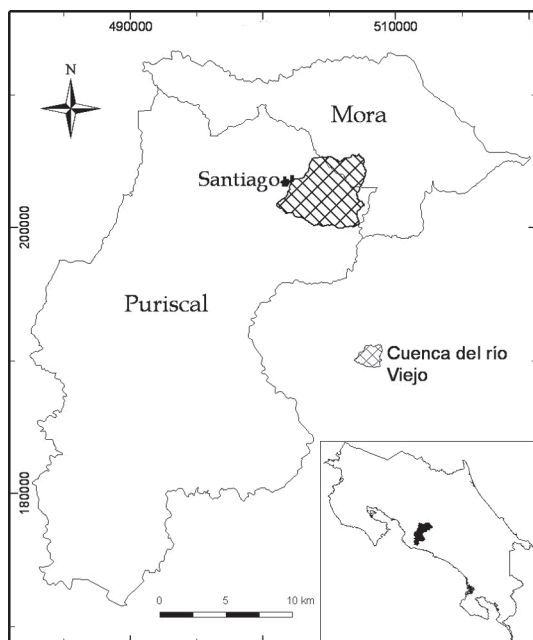 490000
510000
N
Mora
Santiago
200000
Puriscal
Cuenca del río
Viejo
180000
0 5 10 km